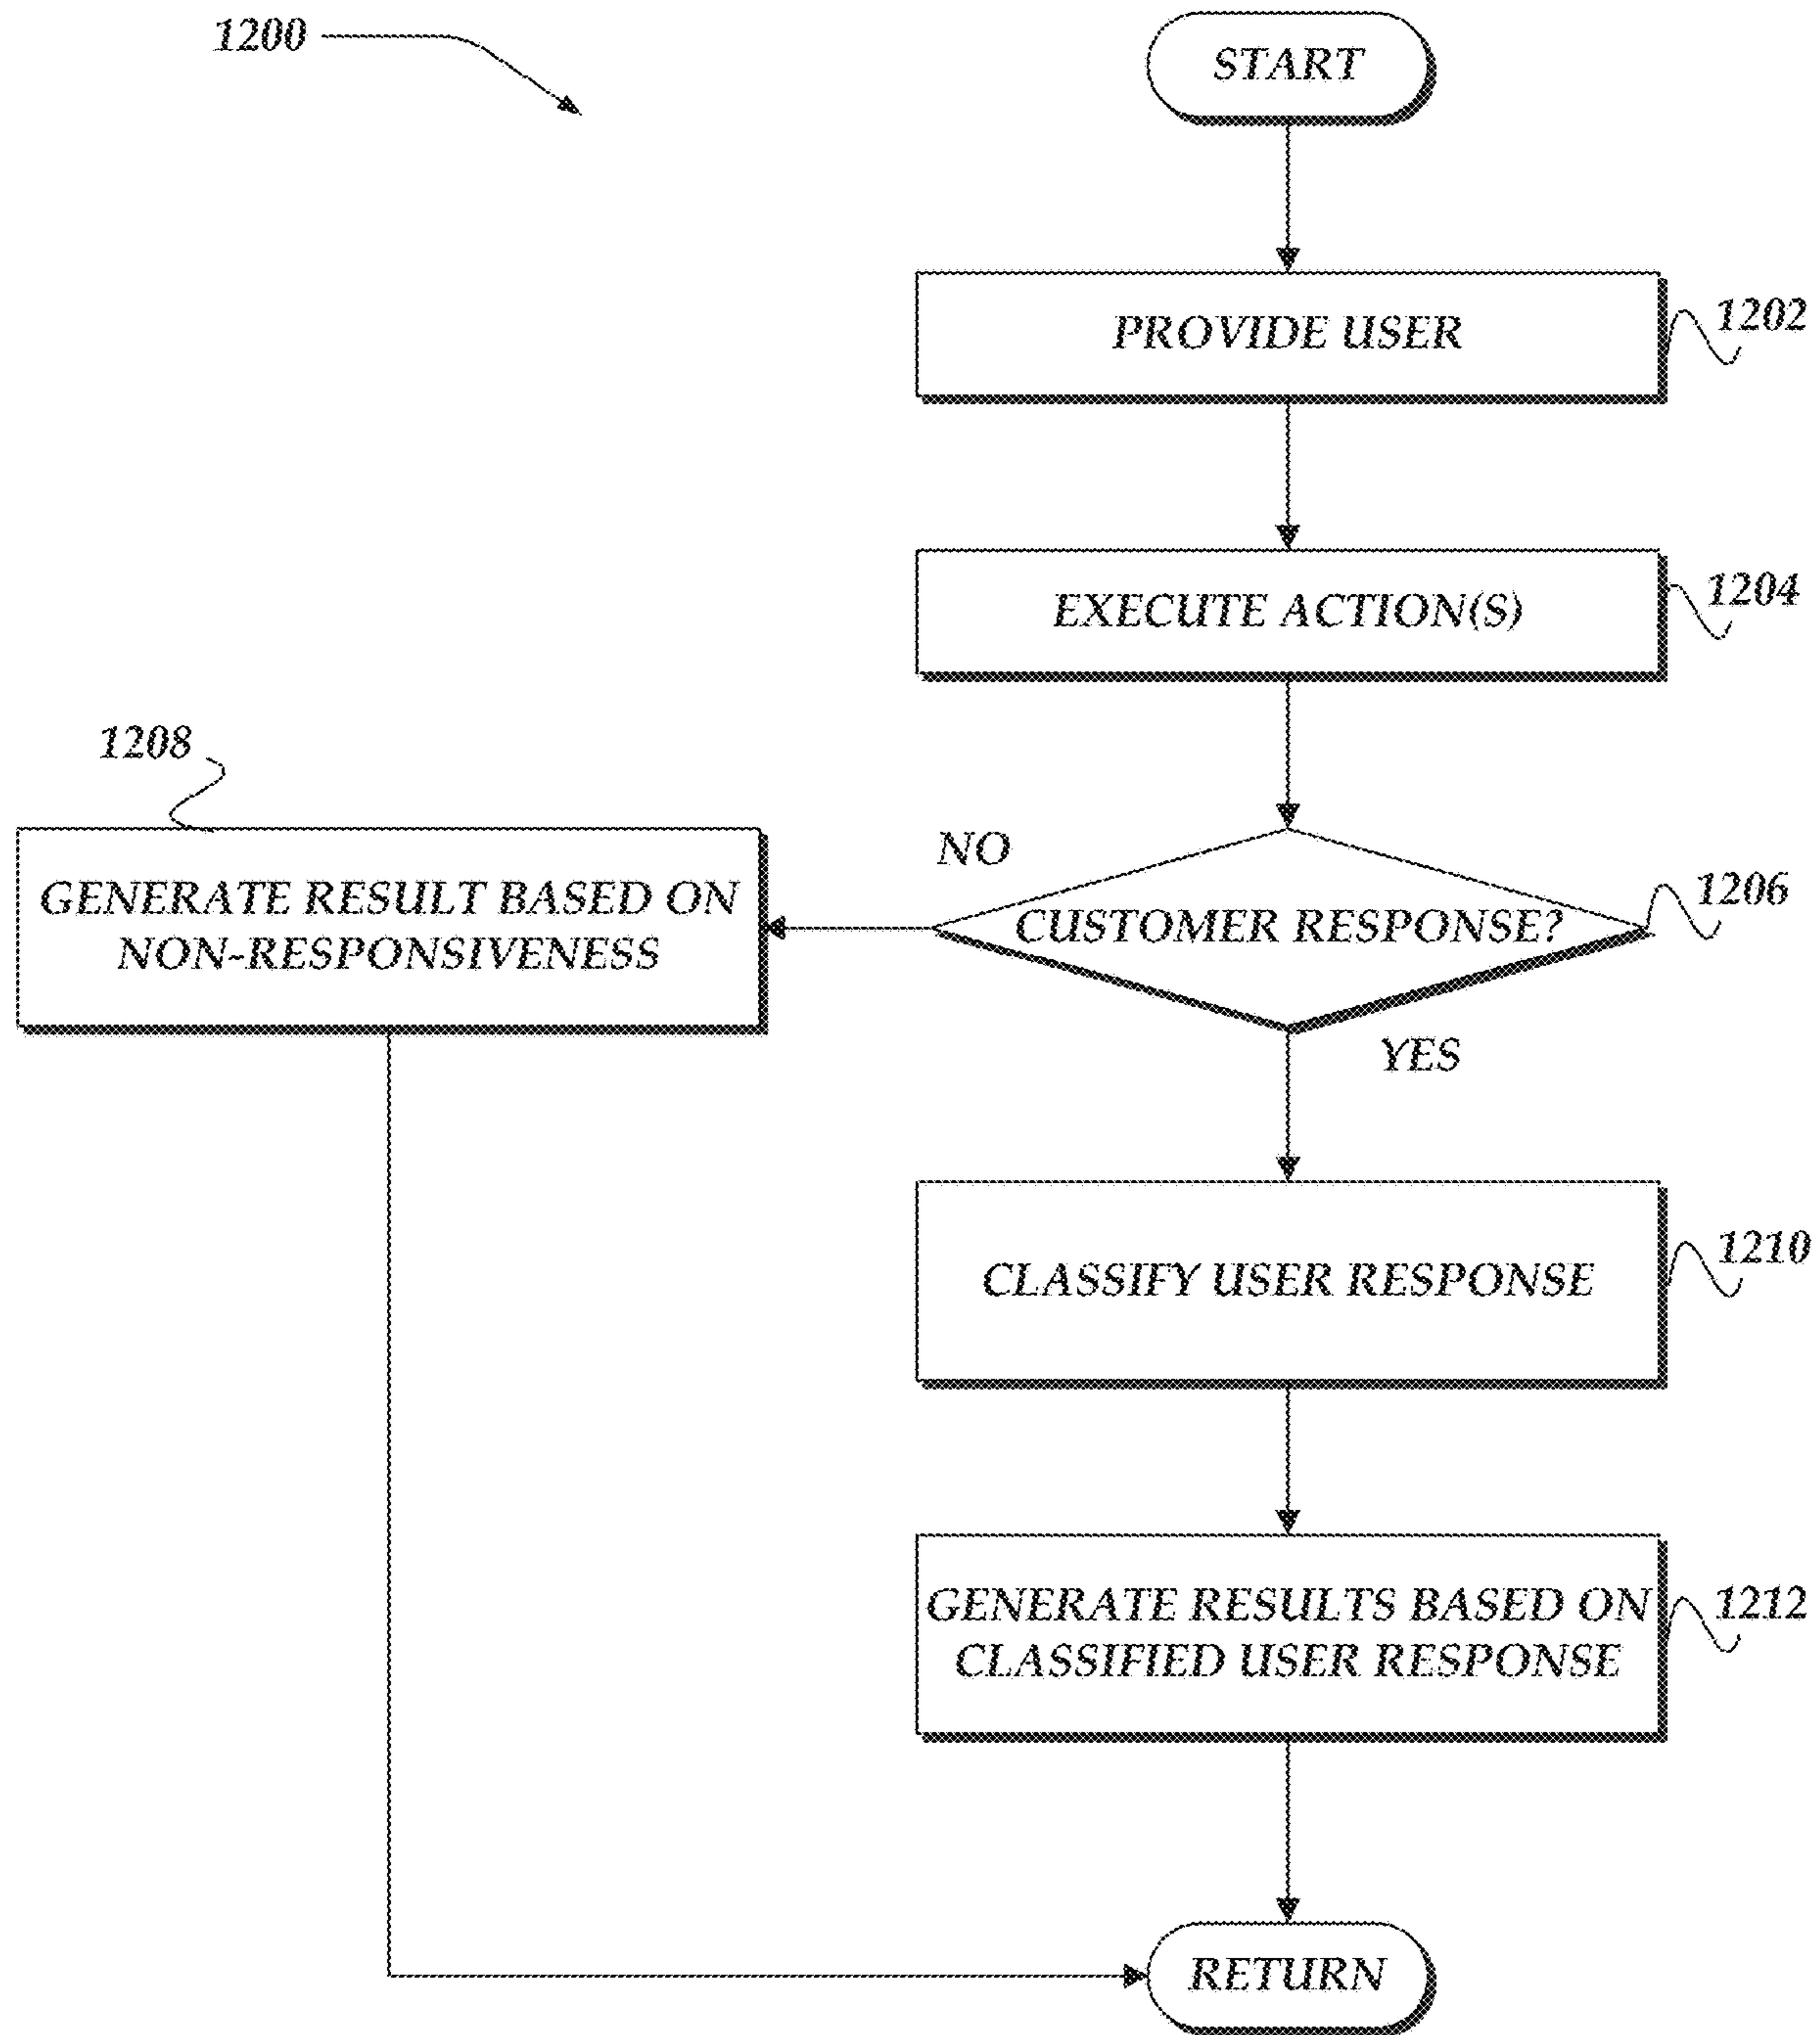 1200
START
PROVIDE USER
1202
EXECUTE ACTION(S)
1204
1208
NO
GENERATE RESULT BASED ON
NON-RESPONSIVENESS
CUSTOMER RESPONSE?
1206
YES
CLASSIFY USER RESPONSE
1210
GENERATE RESULTS BASED ON
CLASSIFIED USER RESPONSE
1212
RETURN